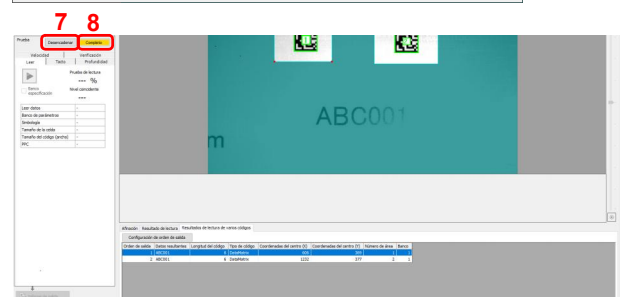 7 8
Prueba Desencadenar Completo
Velocidad Verificación
Leer Tasta Profundidad
Prueba de lectura
--- %
Banco
especificación
Nivel coincidente
---
Leer datos -
Banco de parámetros -
Simbología -
Tamaño de la celda -
Tamaño del código (ancho) -
PPC -
ABC001
m
Afinación Resultado de lectura Resultados de lectura de varios códigos
Configuración de orden de salida
Orden de salida Datos resultantes Longitud del código Tipo de código Coordenadas del centro (X) Coordenadas del centro (Y) Número de área Banco
1 ABC001 6 DataMatrix 1
2 ABC001 6 DataMatrix 1232 377 2 1